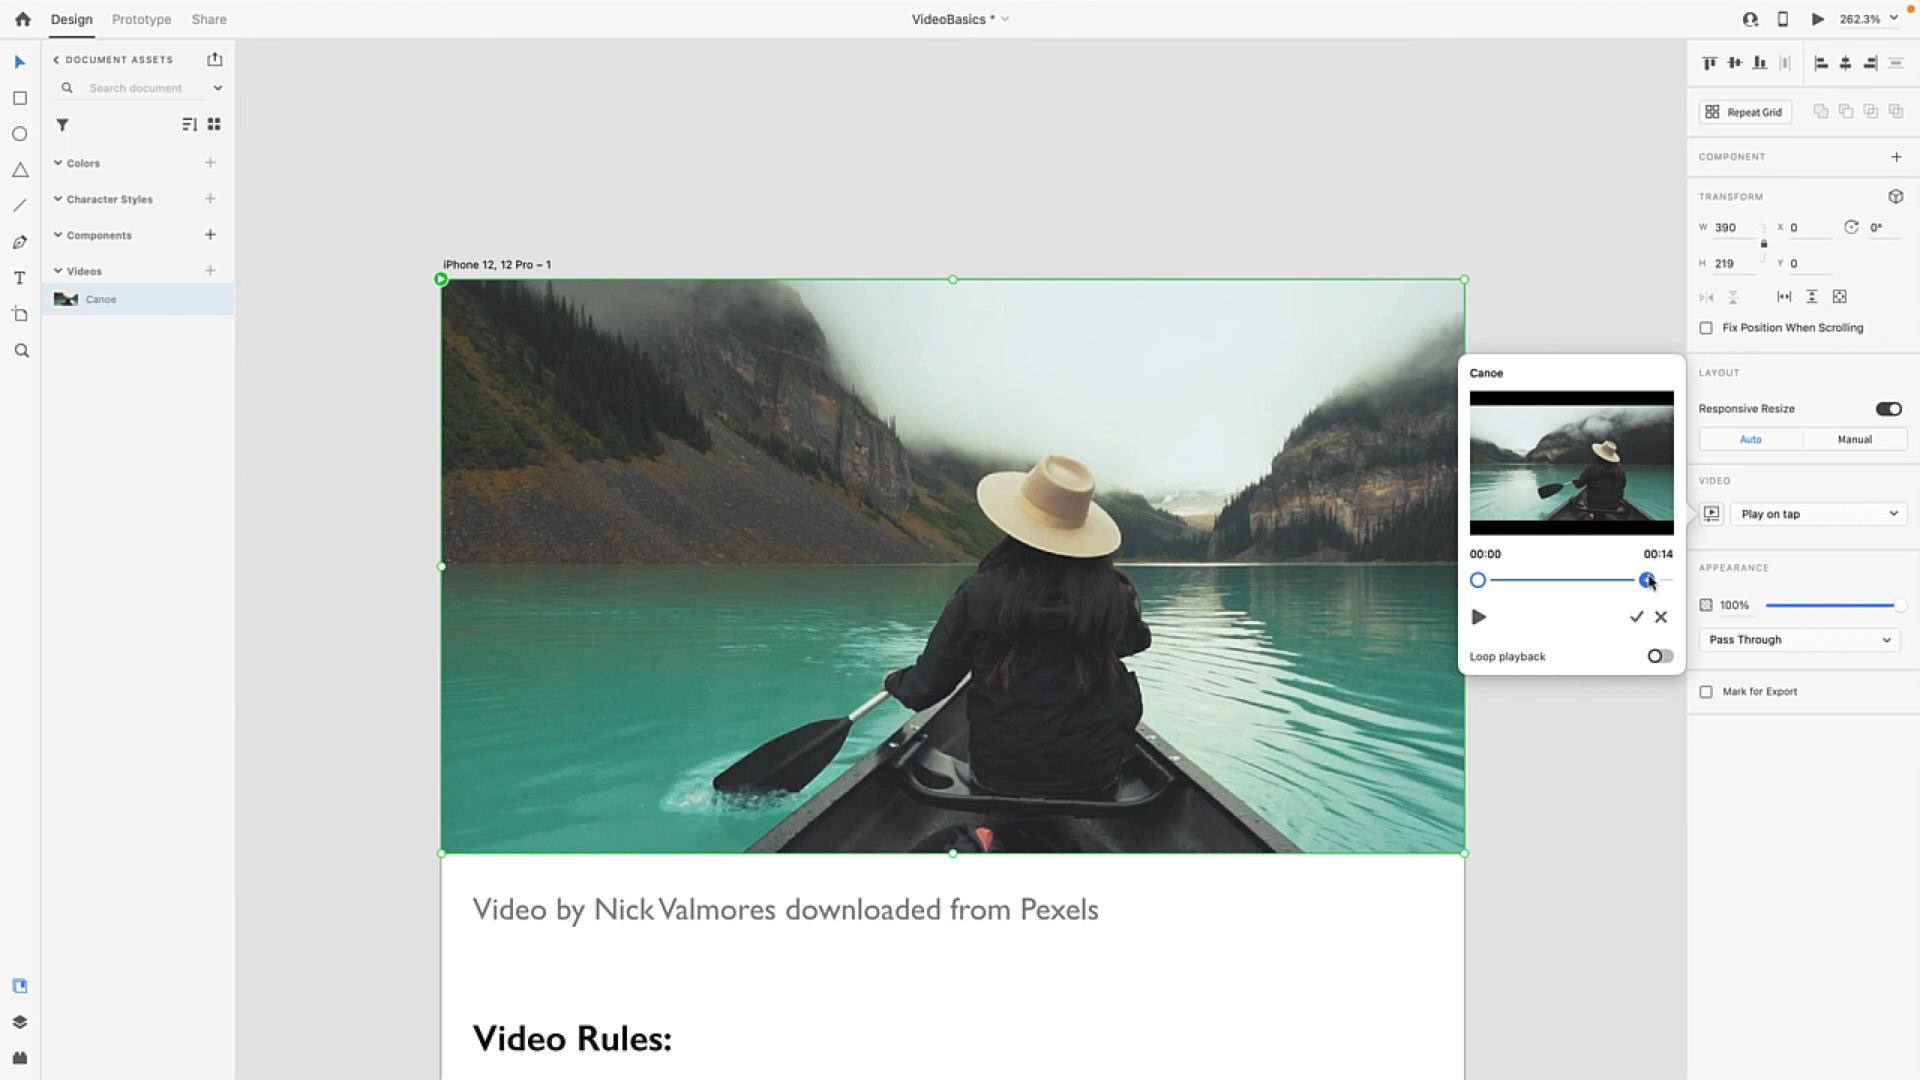 Design Prototype Share
VideoBasics *
262.3%
DOCUMENT ASSETS
Search document
Colors
Character Styles
Components
Videos
Canoe
iPhone 12, 12 Pro – 1
Video by Nick Valmores downloaded from Pexels
Video Rules:
Canoe
00:00 00:14
Loop playback
Repeat Grid
COMPONENT
TRANSFORM
W 390 X 0 0°
H 219 Y 0
Fix Position When Scrolling
LAYOUT
Responsive Resize
Auto Manual
VIDEO
Play on tap
APPEARANCE
100%
Pass Through
Mark for Export